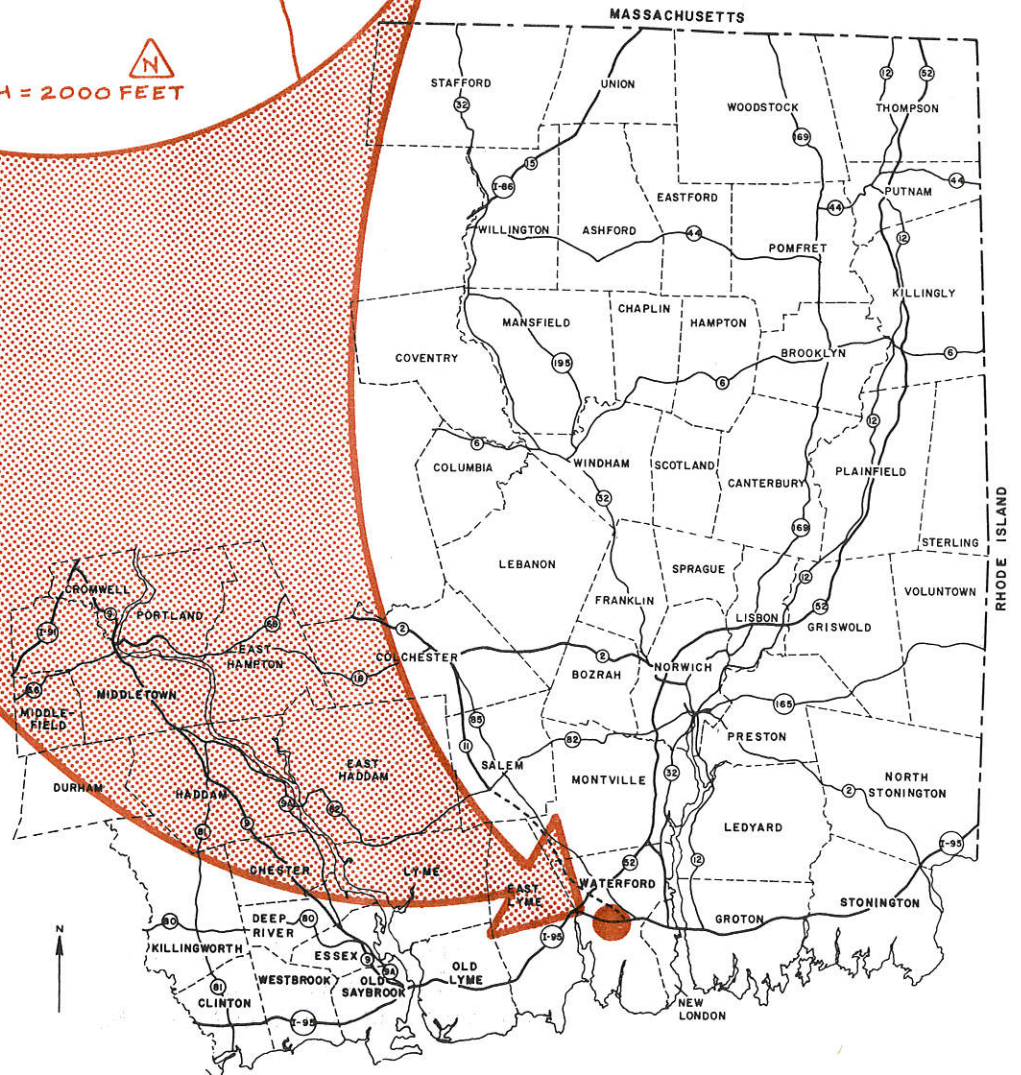 MASSACHUSETTS
N
H = 2000 FEET
STAFFORD
32
UNION
WOODSTOCK
12
52
THOMPSON
169
15
I-86
EASTFORD
44
PUTNAM
44
WILLINGTON
ASHFORD
44
POMFRET
12
KILLINGLY
MANSFIELD
CHAPLIN
HAMPTON
COVENTRY
195
BROOKLYN
6
6
12
6
COLUMBIA
WINDHAM
SCOTLAND
CANTERBURY
PLAINFIELD
32
169
RHODE ISLAND
STERLING
LEBANON
SPRAGUE
12
VOLUNTOWN
CROMWELL
9
PORTLAND
FRANKLIN
52
LISBON
GRISWOLD
I-91
66
2
EAST
HAMPTON
COLCHESTER
2
NORWICH
BOZRAH
66
MIDDLETOWN
18
165
MIDDLE-
FIELD
85
82
PRESTON
11
EAST
HADDAM
SALEM
MONTVILLE
32
NORTH
STONINGTON
DURHAM
HADDAM
9A
82
2
81
9
LEDYARD
I-95
CHESTER
LYME
52
12
EAST
LYME
WATERFORD
STONINGTON
80
DEEP
RIVER
80
GROTON
KILLINGWORTH
I-95
N
ESSEX
9
OLD
LYME
9A
WESTBROOK
OLD
SAYBROOK
81
CLINTON
NEW
LONDON
I-95